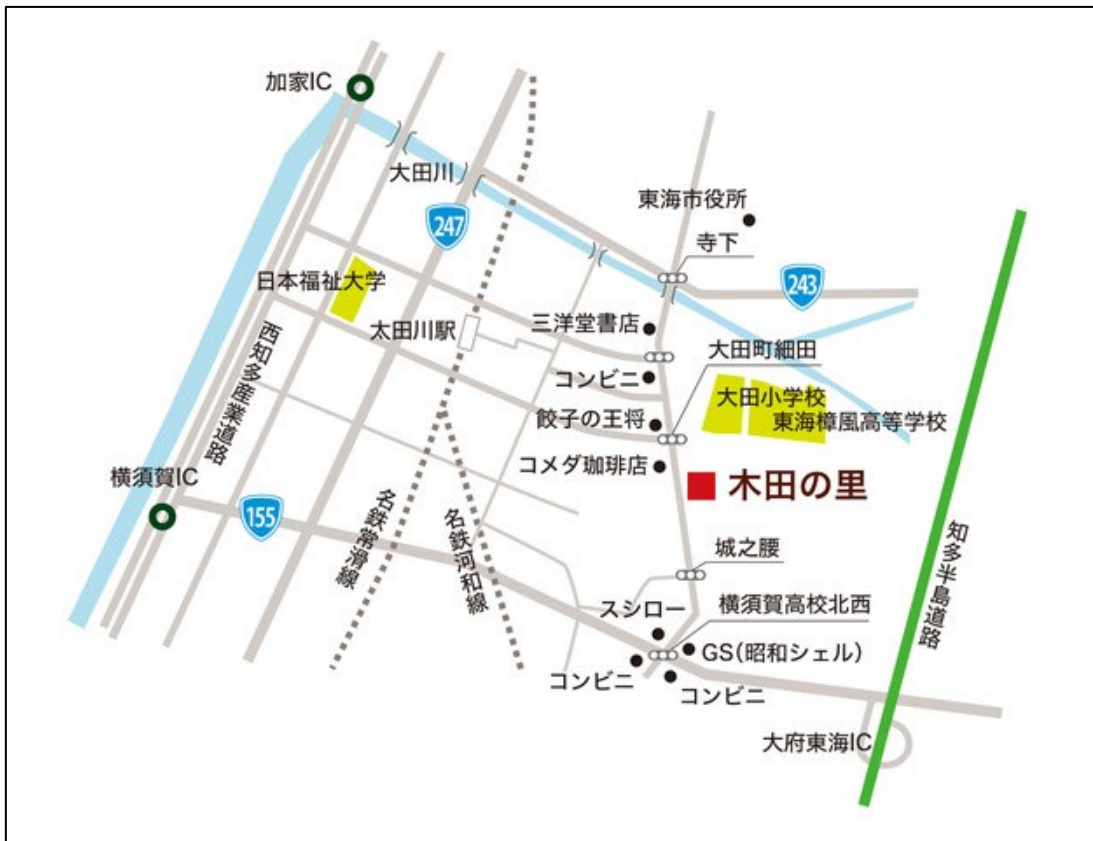 加家IC
大田川
東海市役所
247
寺下
日本福祉大学
243
太田川駅
三洋堂書店
大田町細田
コンビニ
大田小学校
餃子の王将
東海樟風高等学校
西知多産業道路
コメダ珈琲店
横須賀IC
木田の里
155
名鉄常滑線
名鉄河和線
知多半島道路
城之腰
スシロー
横須賀高校北西
GS(昭和シェル)
コンビニ
コンビニ
大府東海IC